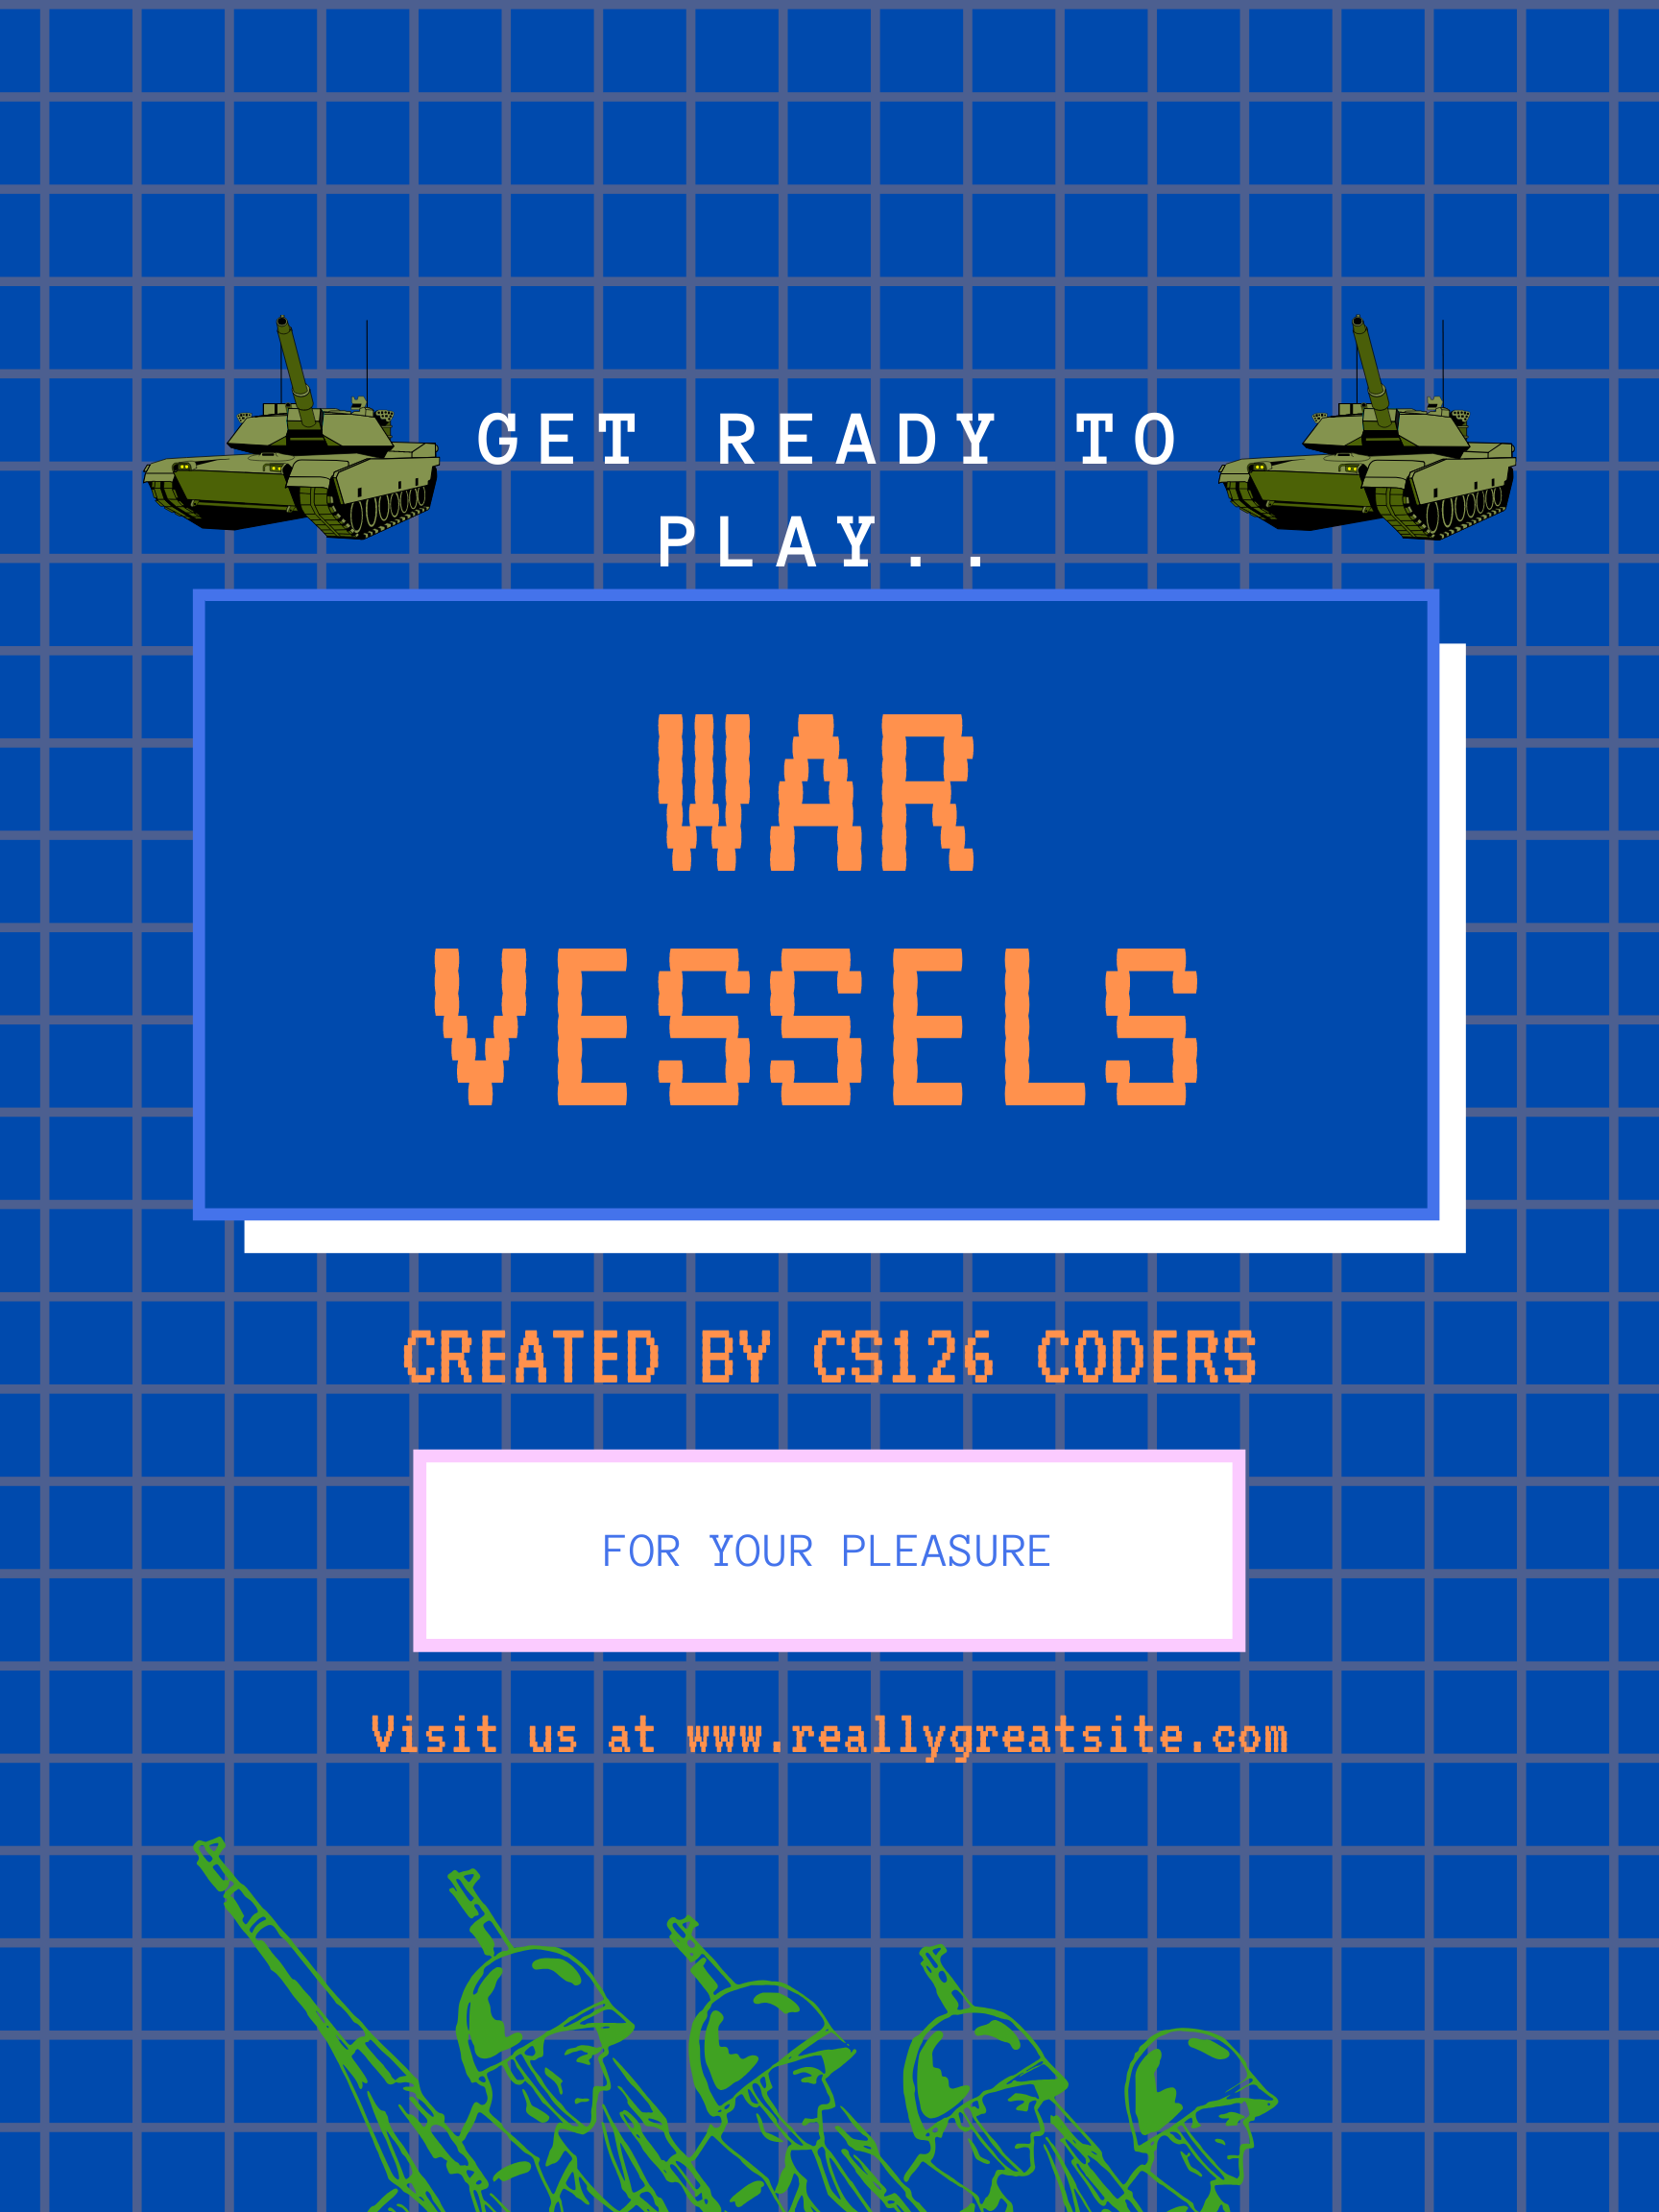 GET READY TO
PLAY..
WAR
VESSELS
CREATED BY CS126 CODERS
FOR YOUR PLEASURE
Visit us at www.reallygreatsite.com